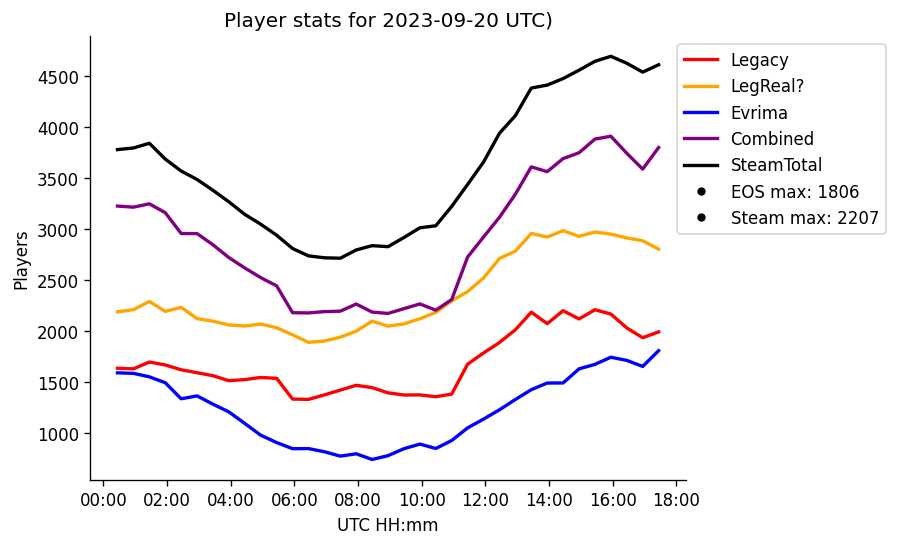 Player stats for 2023-09-20 UTC)
Legacy
LegReal?
Evrima
Combined
SteamTotal
EOS max: 1806
Steam max: 2207
Players
4500
4000
3500
3000
2500
2000
1500
1000
00:00 02:00 04:00 06:00 08:00 10:00 12:00 14:00 16:00 18:00
UTC HH:mm